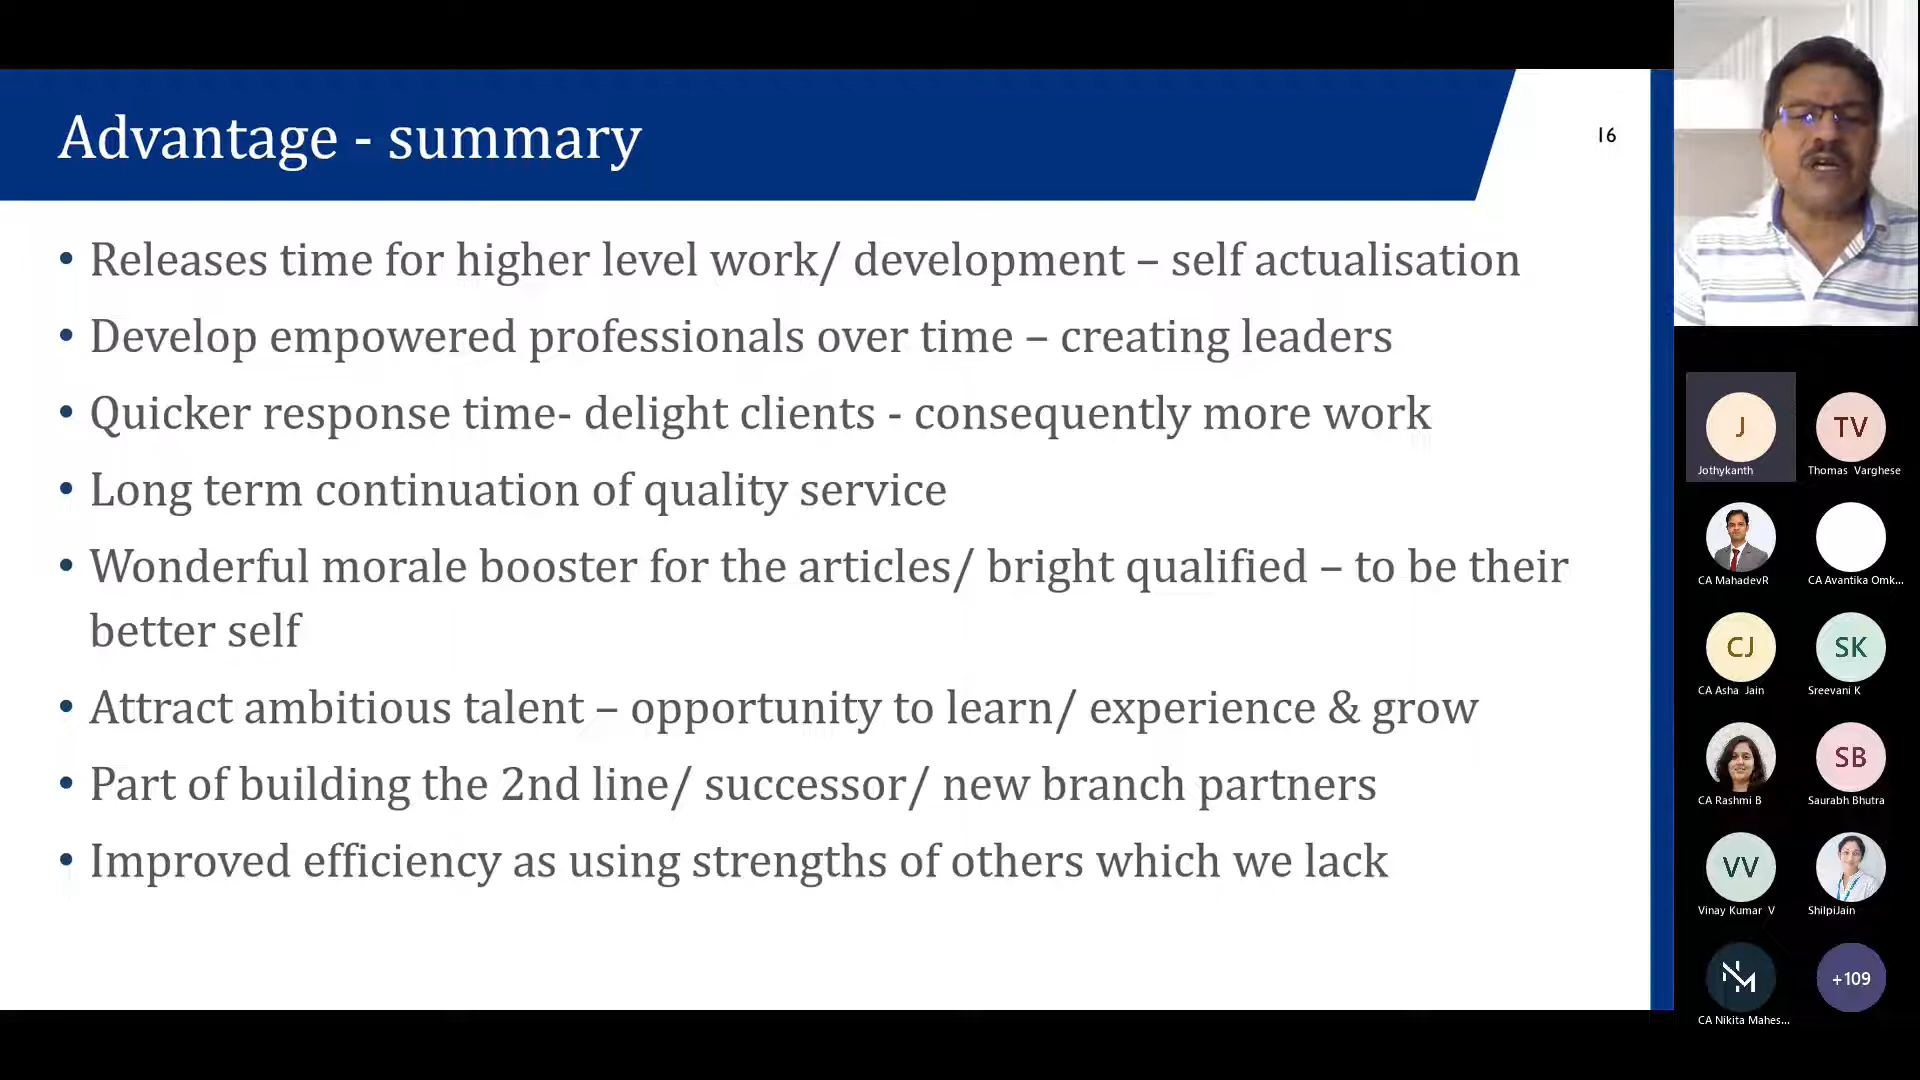 Advantage - summary
16
• Releases time for higher level work/ development – self actualisation
• Develop empowered professionals over time – creating leaders
• Quicker response time- delight clients - consequently more work
• Long term continuation of quality service
• Wonderful morale booster for the articles/ bright qualified – to be their
better self
• Attract ambitious talent – opportunity to learn/ experience & grow
• Part of building the 2nd line/ successor/ new branch partners
• Improved efficiency as using strengths of others which we lack
J
TV
Jothykanth
Thomas Varghese
CA MahadevR
CA Avantika Omk...
CJ
SK
CA Asha Jain
Sreevani K
SB
CA Rashmi B
Saurabh Bhutra
VV
Vinay Kumar V
ShilpiJain
NM
+109
CA Nikita Mahes...